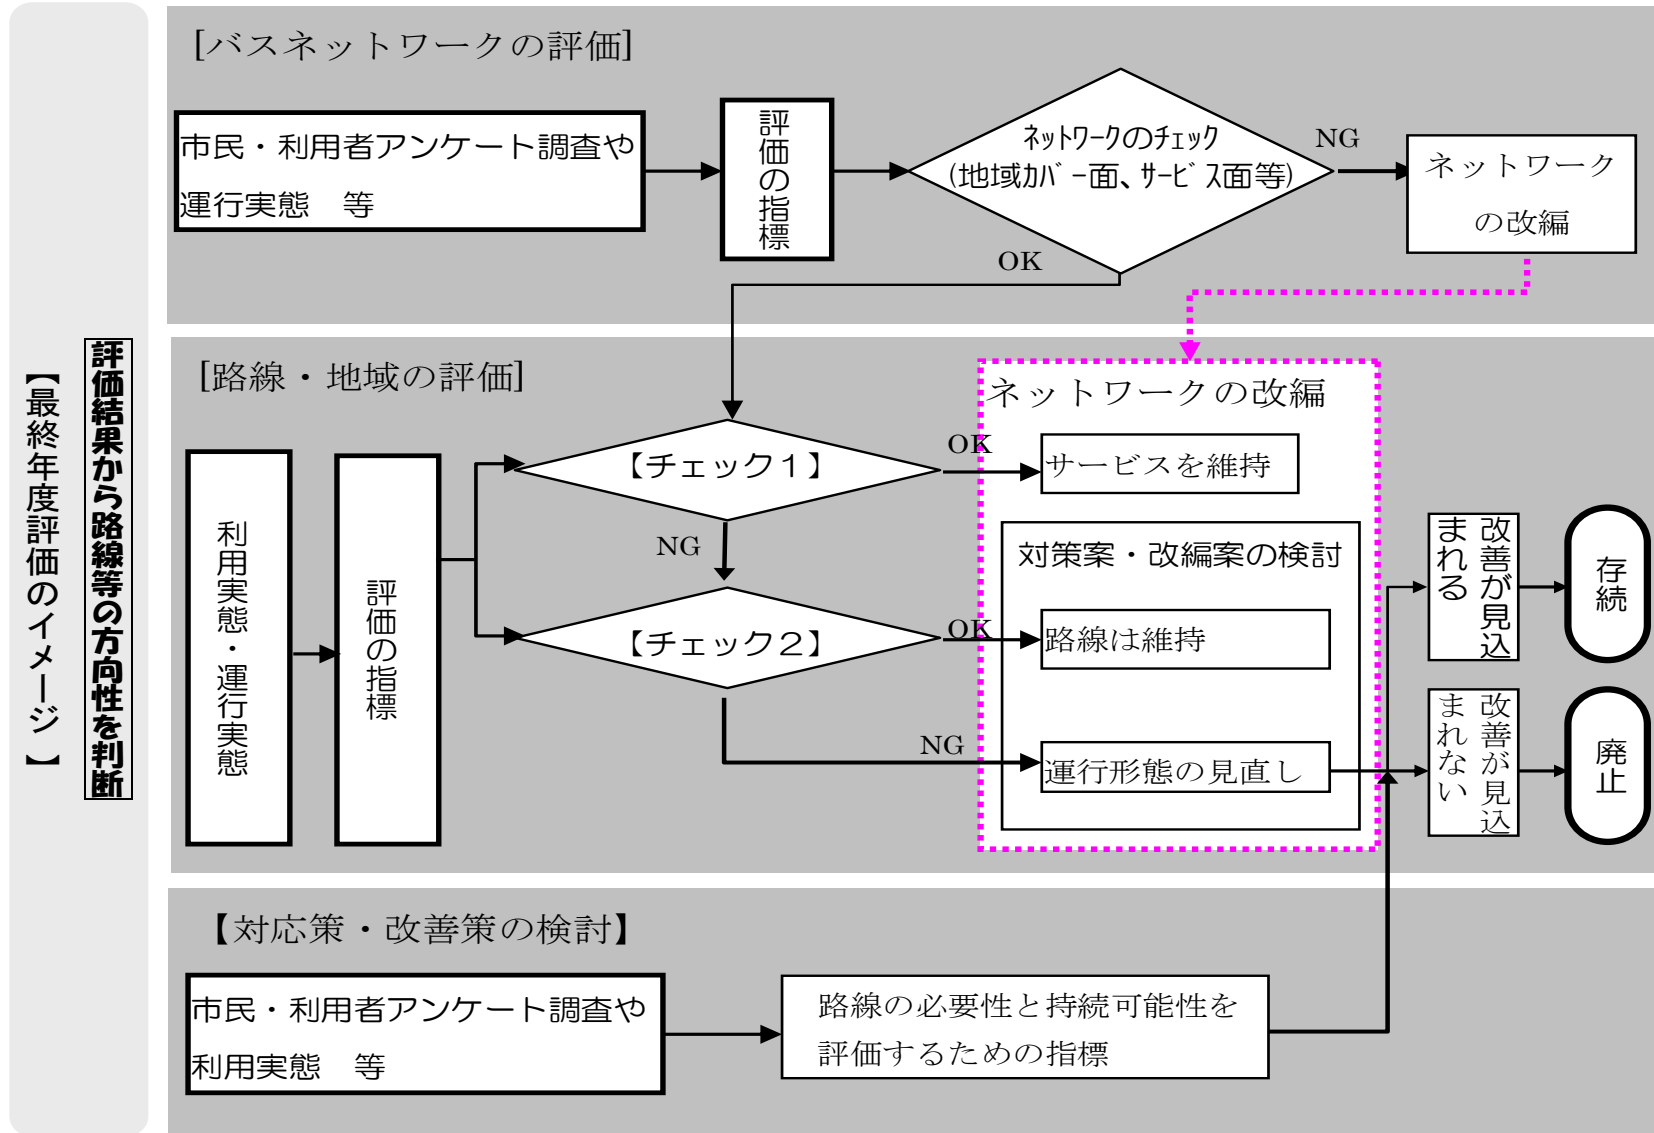 評価結果から路線等の方向性を判断
【最終年度評価のイメージ】
[バスネットワークの評価]
市民・利用者アンケート調査や
運行実態　等
評価の指標
ネットワークのチェック
(地域カバー面、サービス面等)
NG
ネットワーク
の改編
OK
[路線・地域の評価]
利用実態・運行実態
評価の指標
【チェック１】
OK
NG
【チェック２】
OK
NG
ネットワークの改編
サービスを維持
対策案・改編案の検討
路線は維持
運行形態の見直し
改善が見込
まれる
存続
改善が見込
まれない
廃止
【対応策・改善策の検討】
市民・利用者アンケート調査や
利用実態　等
路線の必要性と持続可能性を
評価するための指標